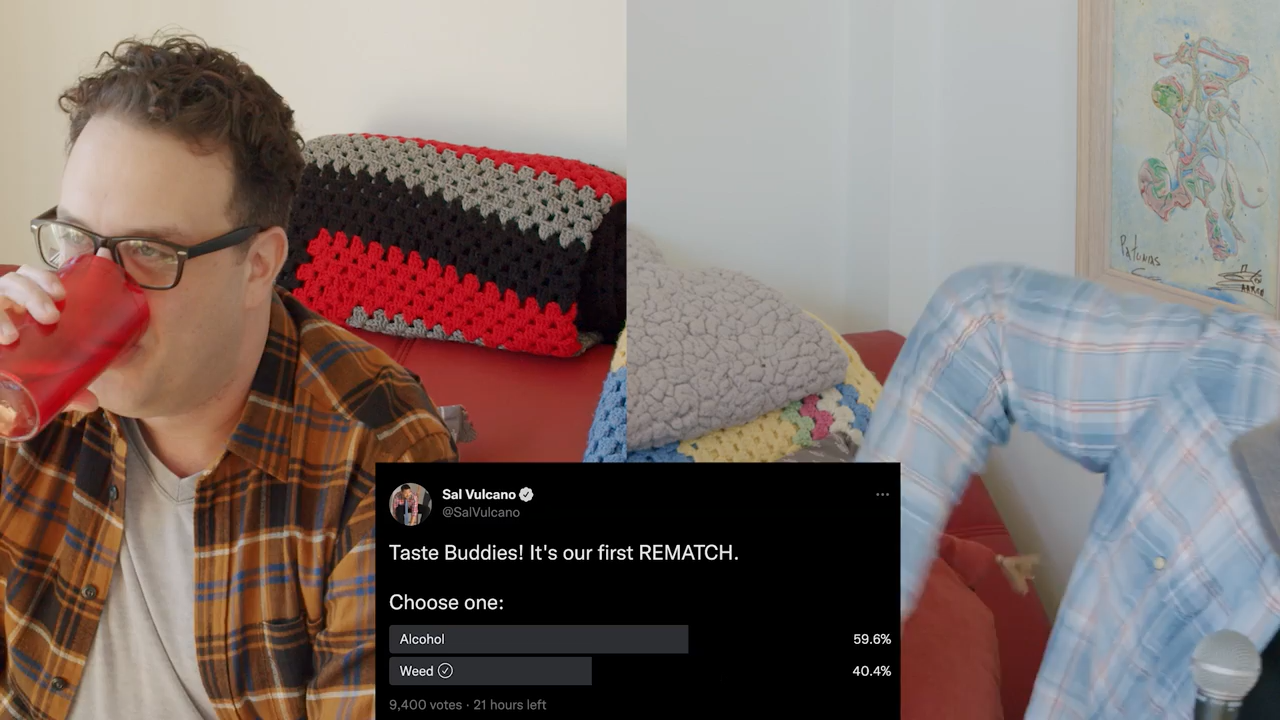 Sal Vulcano
@SalVulcano
Taste Buddies! It's our first REMATCH.
Choose one:
Alcohol 59.6%
Weed 40.4%
9,400 votes · 21 hours left